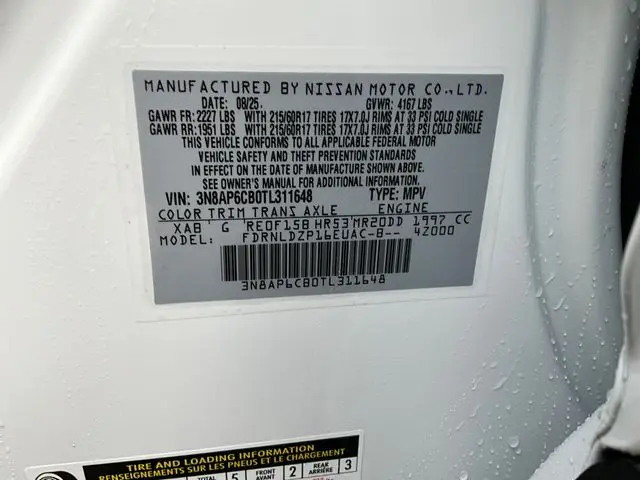 MANUFACTURED BY NISSAN MOTOR CO., LTD.
DATE: 08/25. GVWR: 4167 LBS
GAWR FR: 2227 LBS WITH 215/60R17 TIRES 17X7.0J RIMS AT 33 PSI COLD SINGLE
GAWR RR: 1951 LBS WITH 215/60R17 TIRES 17X7.0J RIMS AT 33 PSI COLD SINGLE
THIS VEHICLE CONFORMS TO ALL APPLICABLE FEDERAL MOTOR
VEHICLE SAFETY AND THEFT PREVENTION STANDARDS
IN EFFECT ON THE DATE OF MANUFACTURE SHOWN ABOVE.
SEE OWNER'S MANUAL FOR ADDITIONAL INFORMATION
VIN: 3N8AP6CB0TL311648 TYPE: MPV
COLOR TRIM TRANS AXLE ENGINE
XAB G RE0F15B HR53 MR20DD 1997 CC
MODEL: FDRNLDZP16EUAC-B-- 42000
3N8AP6CB0TL311648
TIRE AND LOADING INFORMATION
RENSEIGNEMENTS SUR LES PNEUS ET LE CHARGEMENT
TOTAL 5 FRONT AVANT 2 REAR ARRIÈRE 3